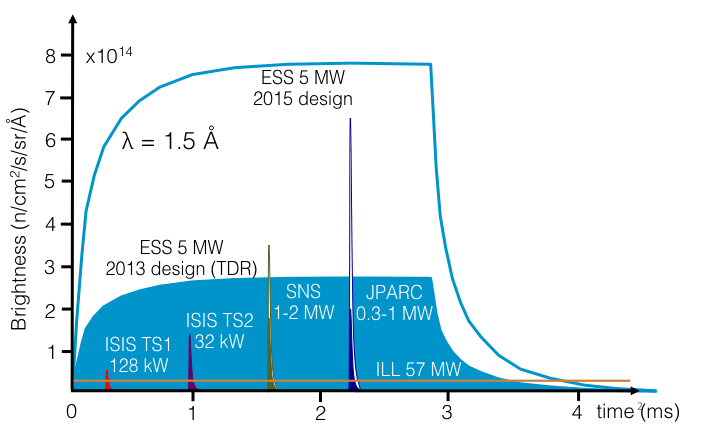 8
x10¹⁴
ESS 5 MW
2015 design
7
λ = 1.5 Å
6
5
4
ESS 5 MW
2013 design (TDR)
3
SNS
1-2 MW
JPARC
0.3-1 MW
2
ISIS TS2
32 kW
ISIS TS1
128 kW
1
ILL 57 MW
Brightness (n/cm²/s/sr/Å)
0
1
2
3
4
time (ms)
2